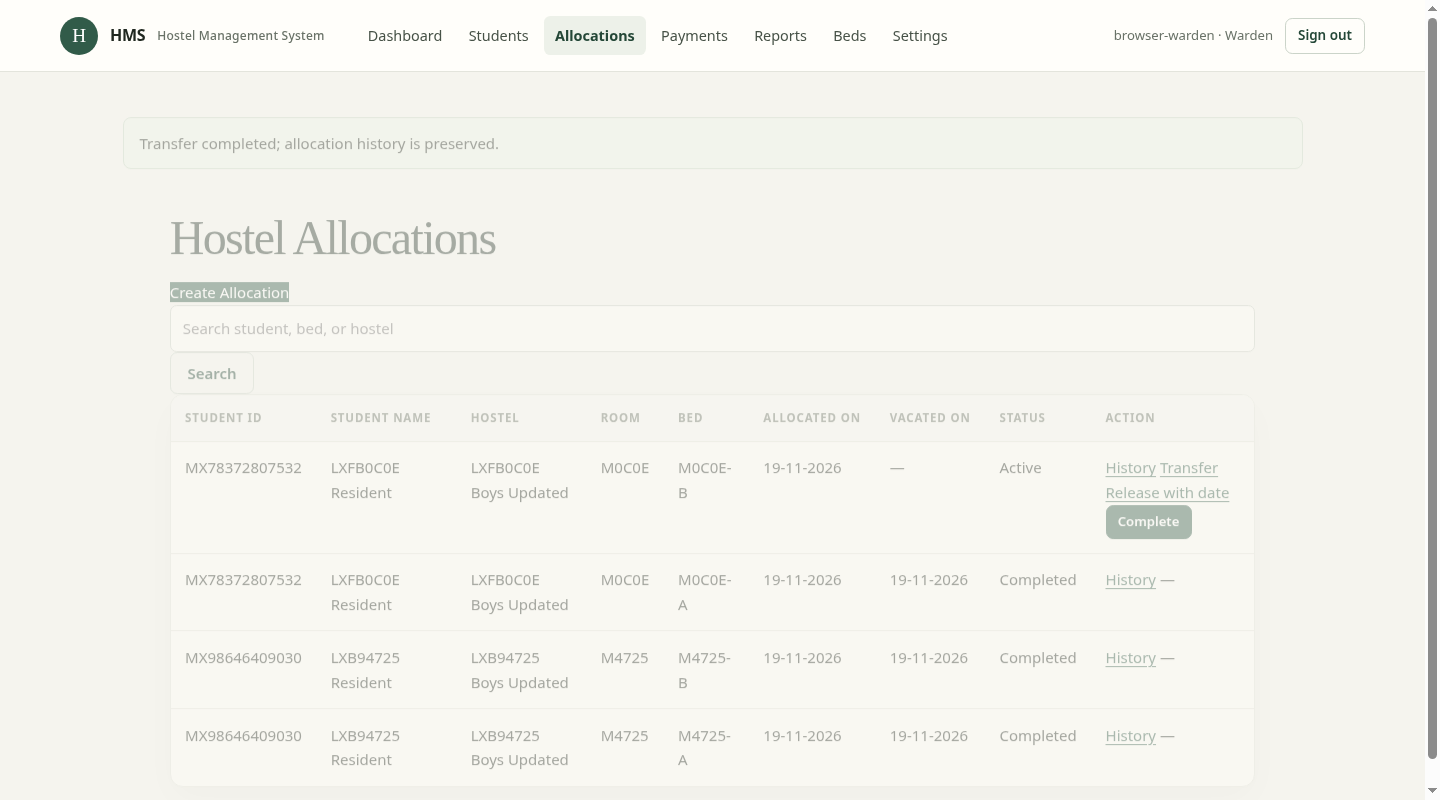 H HMS Hostel Management System Dashboard Students Allocations Payments Reports Beds Settings browser-warden · Warden Sign out
Transfer completed; allocation history is preserved.
Hostel Allocations
Create Allocation
Search student, bed, or hostel
Search
STUDENT ID STUDENT NAME HOSTEL ROOM BED ALLOCATED ON VACATED ON STATUS ACTION
MX78372807532 LXFB0C0E LXFB0C0E M0C0E M0C0E- 19-11-2026 — Active History Transfer
Resident Boys Updated B Release with date
Complete
MX78372807532 LXFB0C0E LXFB0C0E M0C0E M0C0E- 19-11-2026 19-11-2026 Completed History —
Resident Boys Updated A
MX98646409030 LXB94725 LXB94725 M4725 M4725- 19-11-2026 19-11-2026 Completed History —
Resident Boys Updated B
MX98646409030 LXB94725 LXB94725 M4725 M4725- 19-11-2026 19-11-2026 Completed History —
Resident Boys Updated A